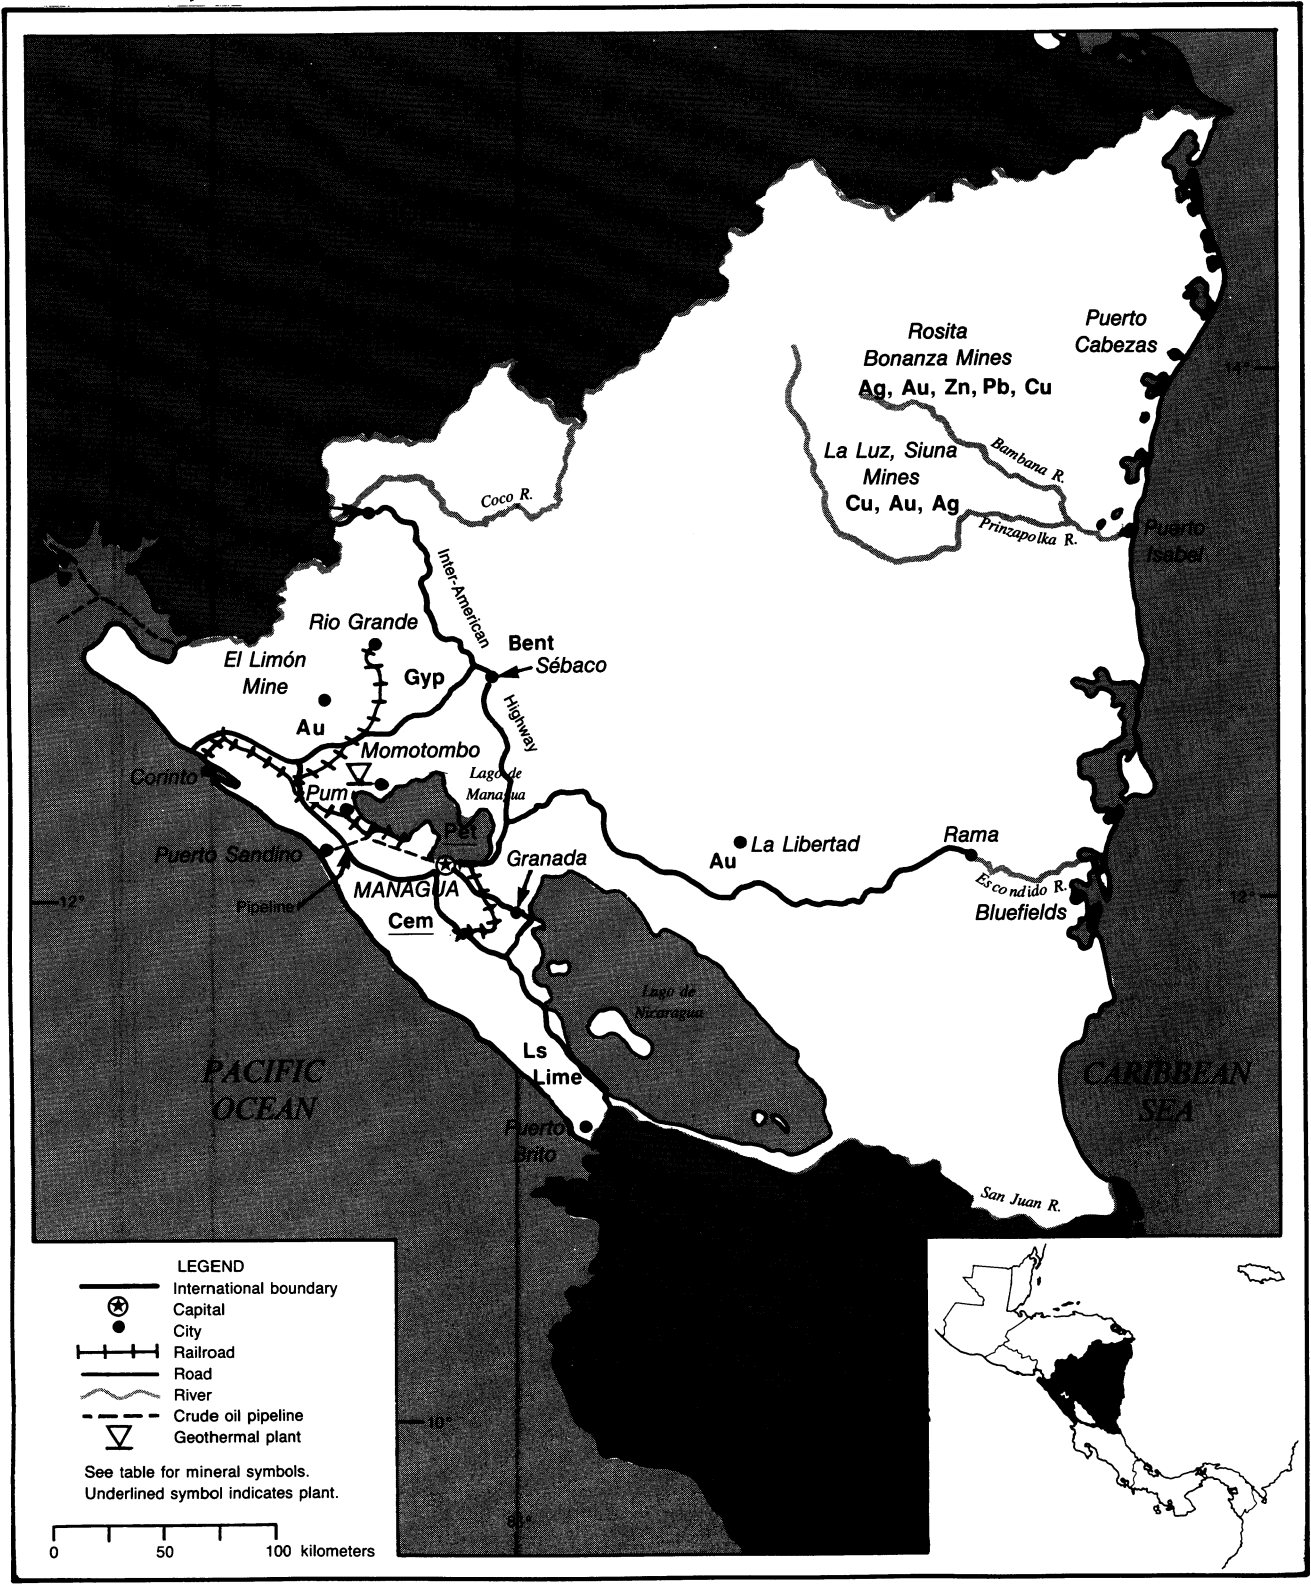 Rosita
Bonanza Mines
Ag, Au, Zn, Pb, Cu
Puerto
Cabezas
14°
La Luz, Siuna
Mines
Cu, Au, Ag
Bambana R.
Prinzapolka R.
Puerto
Isabel
Coco R.
Inter-American
Highway
Rio Grande
El Limón
Mine
Au
Gyp
Bent
Sébaco
Momotombo
Lago de
Managua
Corinto
Pum
Pet
Puerto Sandino
Granada
MANAGUA
Pipeline
Cem
La Libertad
Au
Rama
Escondido R.
Bluefields
12°
12°
Lago de
Nicaragua
Ls
Lime
PACIFIC
OCEAN
CARIBBEAN
SEA
Puerto
Brito
San Juan R.
LEGEND
International boundary
Capital
City
Railroad
Road
River
Crude oil pipeline
Geothermal plant
See table for mineral symbols.
Underlined symbol indicates plant.
0 50 100 kilometers
10°